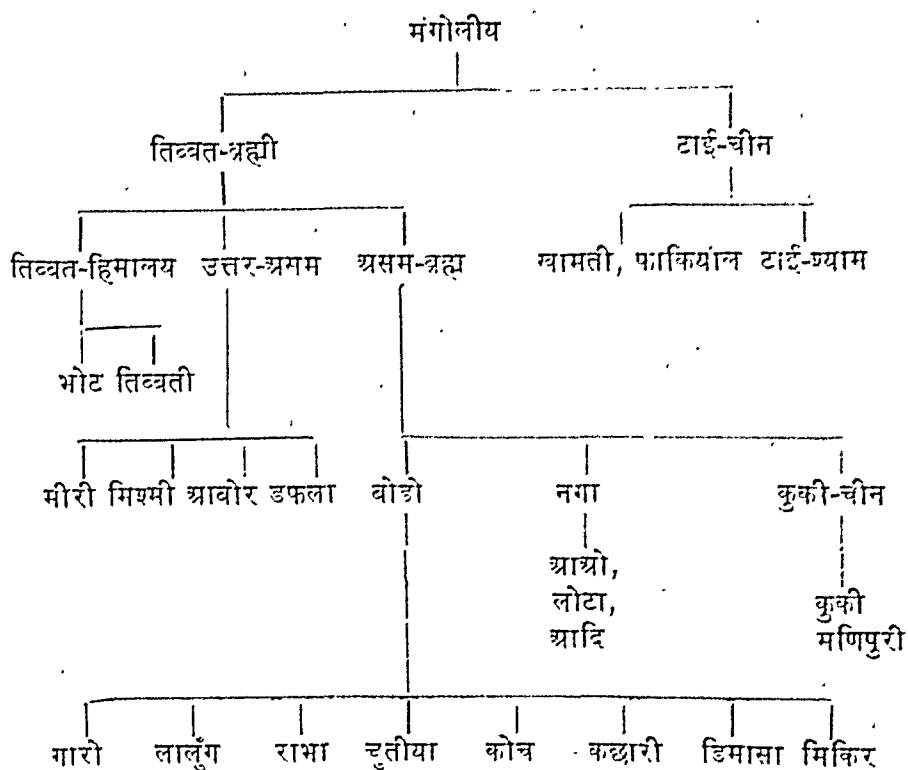 मंगोलीय
तिब्बत-ब्रह्मी टाई-चीन
तिब्बत-हिमालय उत्तर-असम असम-ब्रह्म खामती, फाकियाल टाई-श्याम
भोट तिब्बती
मीरी मिश्मी आबोर डफला बोडो नगा कुकी-चीन
आओ,
लोटा,
आदि
कुकी
मणिपुरी
गारो लालुँग राभा चुतीया कोच कछारी डिमासा मिकिर